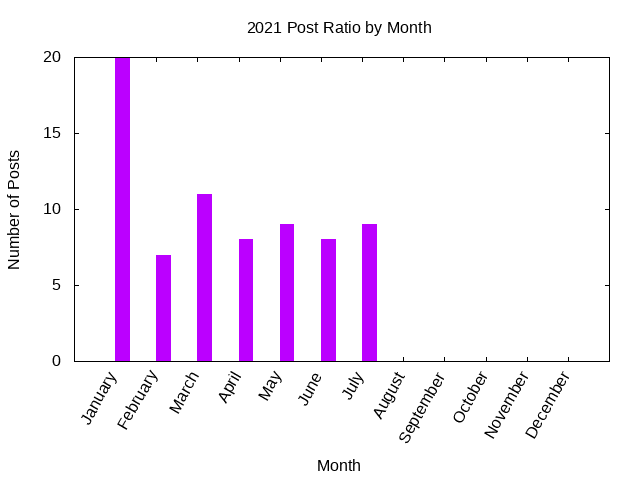 2021 Post Ratio by Month
20
15
10
5
0
Number of Posts
January
February
March
April
May
June
July
August
September
October
November
December
Month